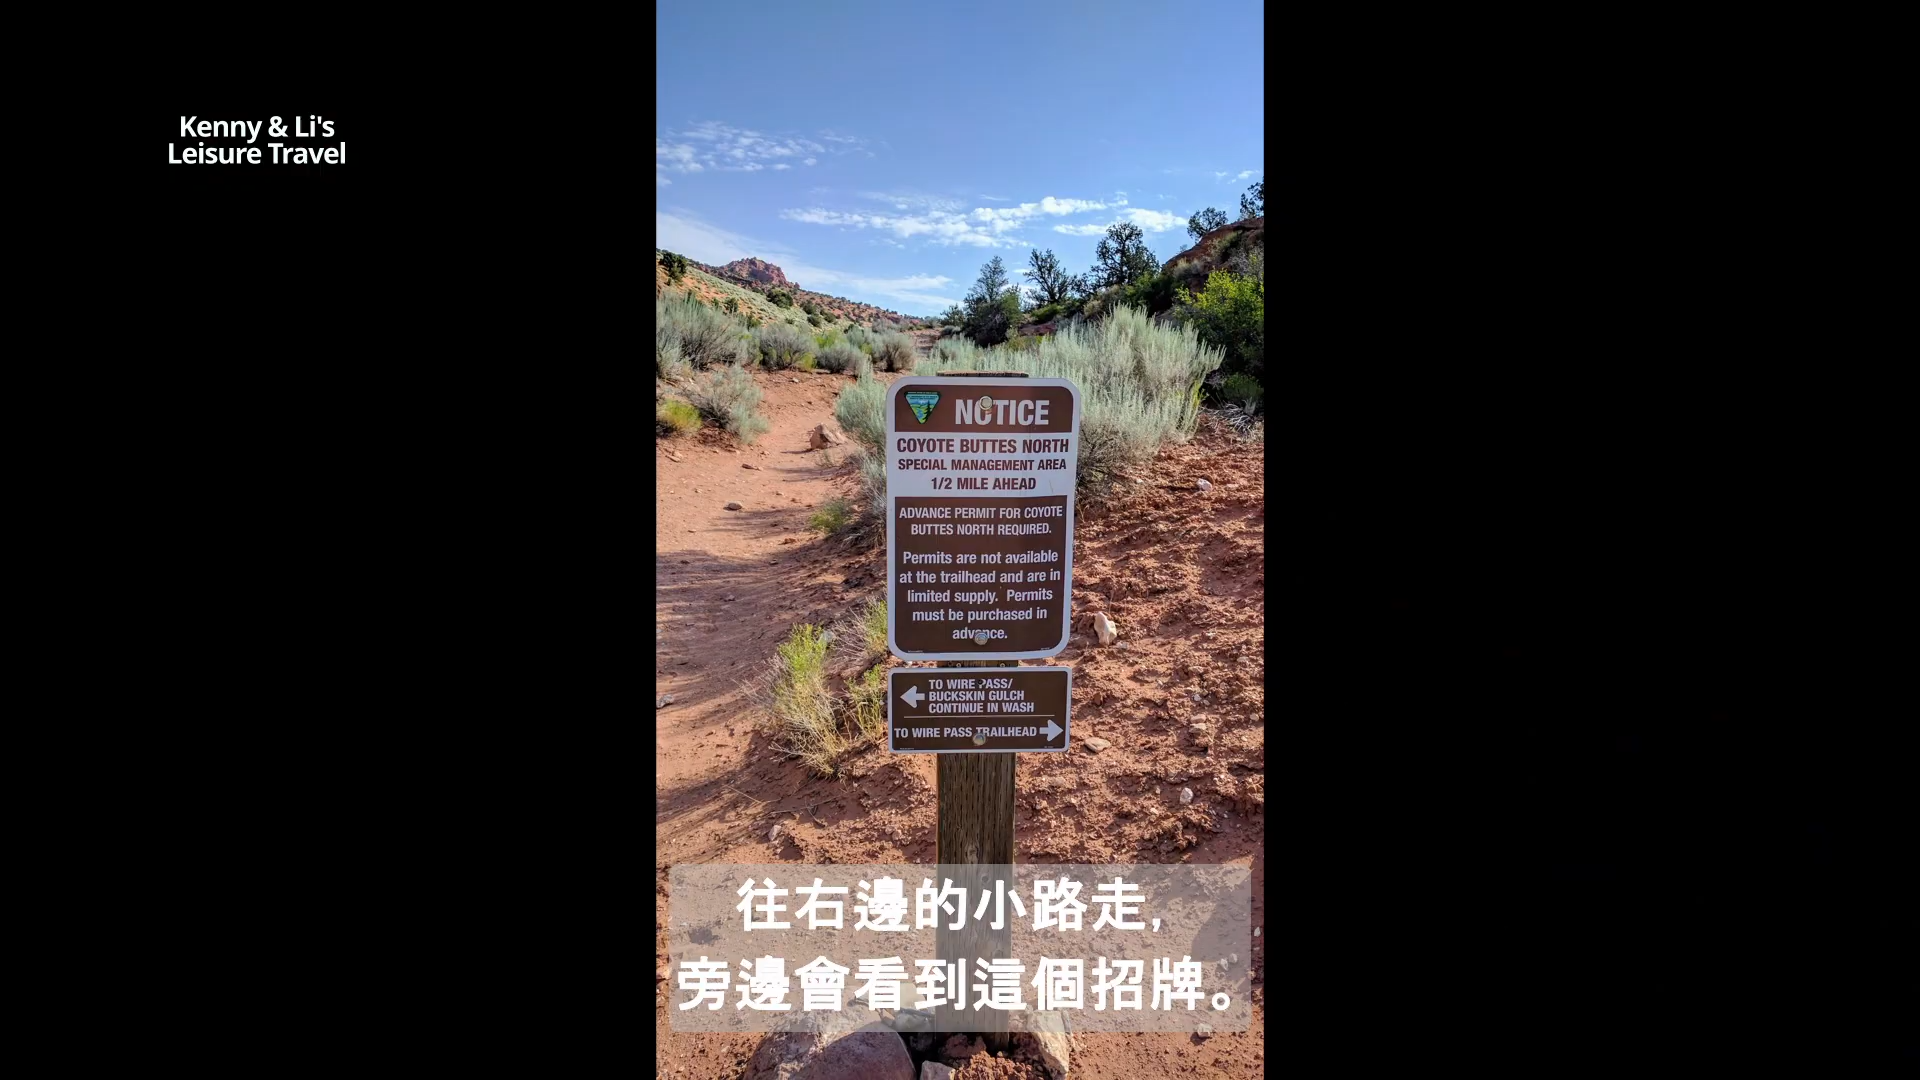 Kenny & Li's
Leisure Travel
NOTICE
COYOTE BUTTES NORTH
SPECIAL MANAGEMENT AREA
1/2 MILE AHEAD
ADVANCE PERMIT FOR COYOTE
BUTTES NORTH REQUIRED.
Permits are not available
at the trailhead and are in
limited supply. Permits
must be purchased in
advance.
TO WIRE PASS/
BUCKSKIN GULCH
CONTINUE IN WASH
TO WIRE PASS TRAILHEAD
往右邊的小路走,
旁邊會看到這個招牌。